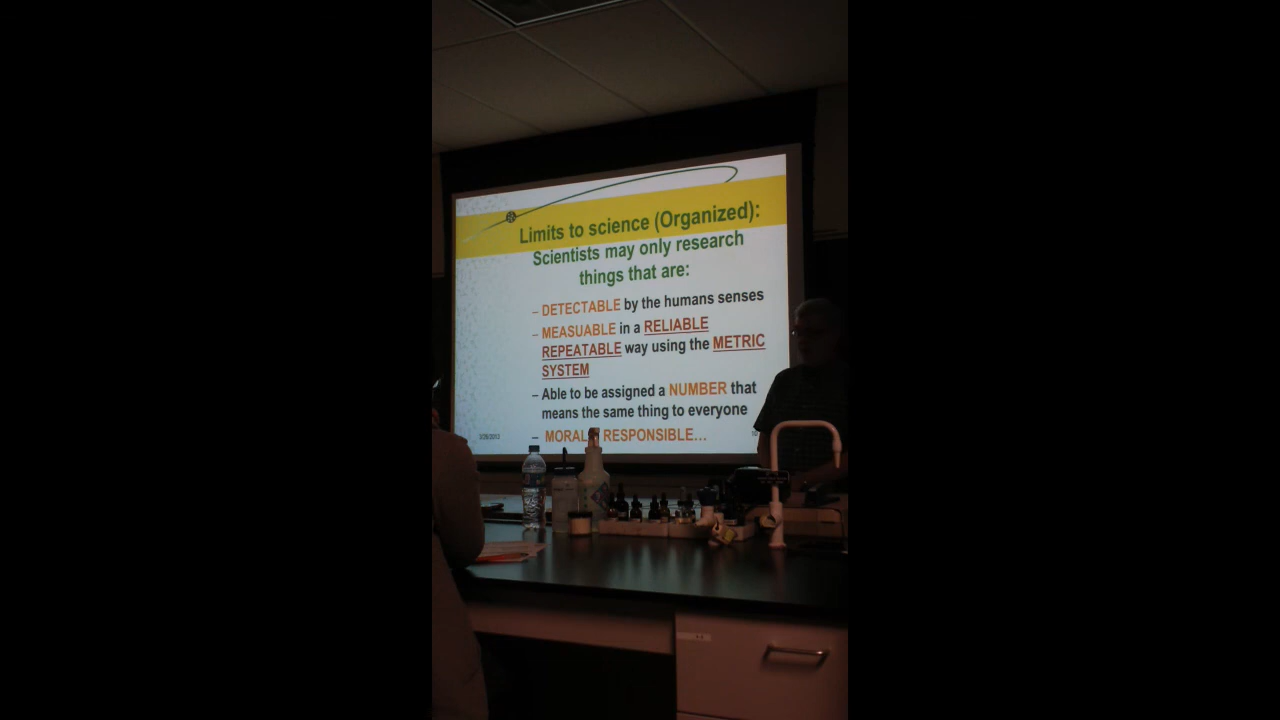 Limits to science (Organized):
Scientists may only research
things that are:
– DETECTABLE by the humans senses
– MEASUABLE in a RELIABLE
REPEATABLE way using the METRIC
SYSTEM
– Able to be assigned a NUMBER that
means the same thing to everyone
– RESPONSIBLE...